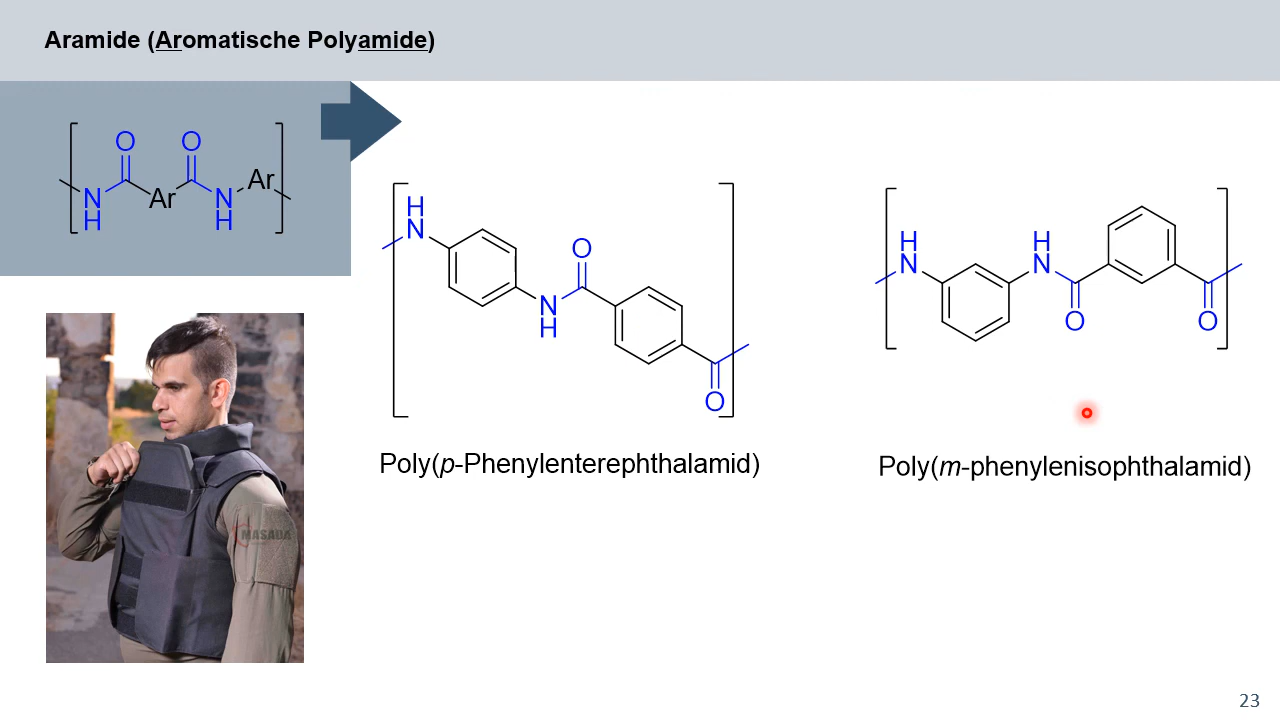 Aramide (Aromatische Polyamide)
O O
N H Ar N H Ar
H N
O
N H
O
H N
H N
O
O
Poly(p-Phenylenterephthalamid)
Poly(m-phenylenisophthalamid)
MASADA
23